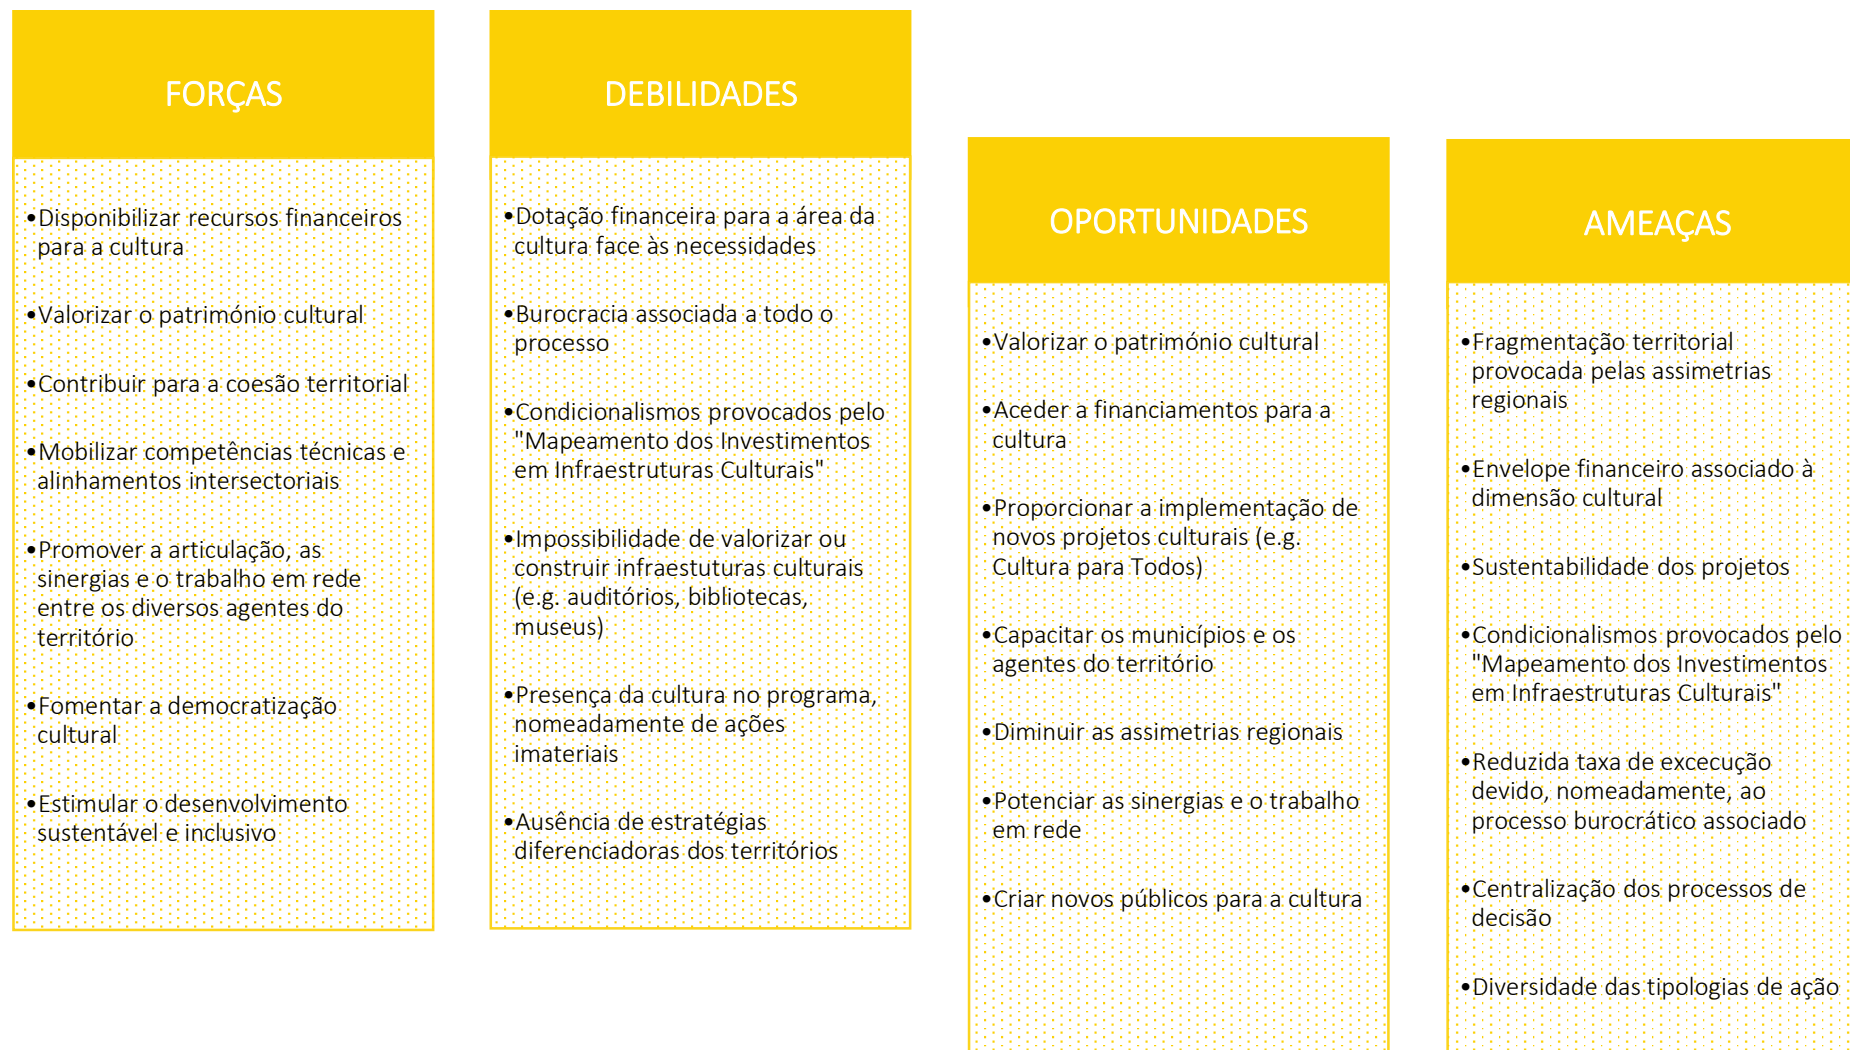 FORÇAS
•Disponibilizar recursos financeiros
para a cultura
•Valorizar o património cultural
•Contribuir para a coesão territorial
•Mobilizar competências técnicas e
alinhamentos intersectoriais
•Promover a articulação, as
sinergias e o trabalho em rede
entre os diversos agentes do
território
•Fomentar a democratização
cultural
•Estimular o desenvolvimento
sustentável e inclusivo
DEBILIDADES
•Dotação financeira para a área da
cultura face às necessidades
•Burocracia associada a todo o
processo
•Condicionalismos provocados pelo
"Mapeamento dos Investimentos
em Infraestruturas Culturais"
•Impossibilidade de valorizar ou
construir infraestuturas culturais
(e.g. auditórios, bibliotecas,
museus)
•Presença da cultura no programa,
nomeadamente de ações
imateriais
•Ausência de estratégias
diferenciadoras dos territórios
OPORTUNIDADES
•Valorizar o património cultural
•Aceder a financiamentos para a
cultura
•Proporcionar a implementação de
novos projetos culturais (e.g.
Cultura para Todos)
•Capacitar os municípios e os
agentes do território
•Diminuir as assimetrias regionais
•Potenciar as sinergias e o trabalho
em rede
•Criar novos públicos para a cultura
AMEAÇAS
•Fragmentação territorial
provocada pelas assimetrias
regionais
•Envelope financeiro associado à
dimensão cultural
•Sustentabilidade dos projetos
•Condicionalismos provocados pelo
"Mapeamento dos Investimentos
em Infraestruturas Culturais"
•Reduzida taxa de excecução
devido, nomeadamente, ao
processo burocrático associado
•Centralização dos processos de
decisão
•Diversidade das tipologias de ação